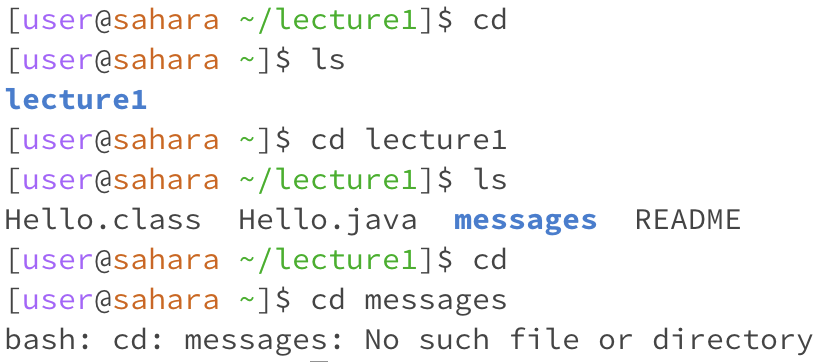 [user@sahara ~/lecture1]$ cd
[user@sahara ~]$ ls
lecture1
[user@sahara ~]$ cd lecture1
[user@sahara ~/lecture1]$ ls
Hello.class  Hello.java  messages  README
[user@sahara ~/lecture1]$ cd
[user@sahara ~]$ cd messages
bash: cd: messages: No such file or directory